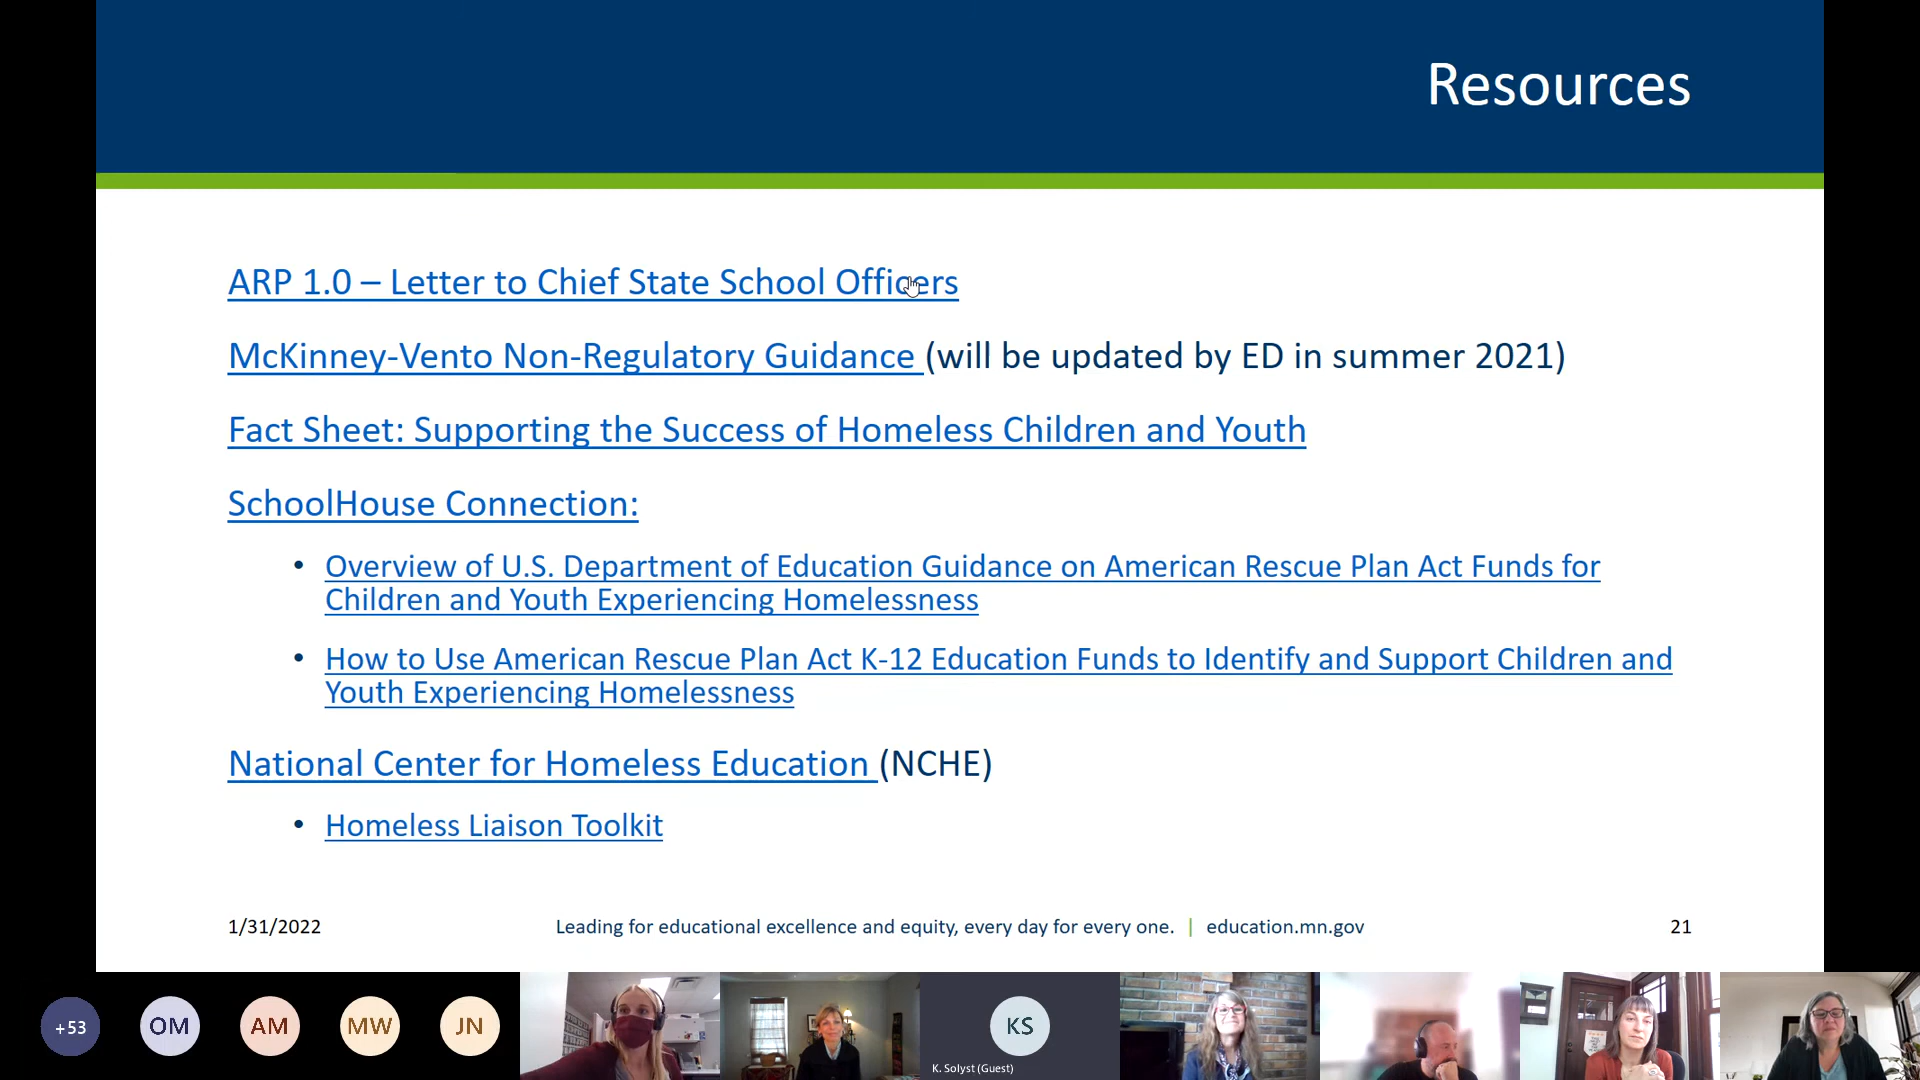 Resources
ARP 1.0 – Letter to Chief State School Officers
McKinney-Vento Non-Regulatory Guidance (will be updated by ED in summer 2021)
Fact Sheet: Supporting the Success of Homeless Children and Youth
SchoolHouse Connection:
• Overview of U.S. Department of Education Guidance on American Rescue Plan Act Funds for
Children and Youth Experiencing Homelessness
• How to Use American Rescue Plan Act K-12 Education Funds to Identify and Support Children and
Youth Experiencing Homelessness
National Center for Homeless Education (NCHE)
• Homeless Liaison Toolkit
1/31/2022 Leading for educational excellence and equity, every day for every one. | education.mn.gov 21
+53 OM AM MW JN KS
K. Solyst (Guest)